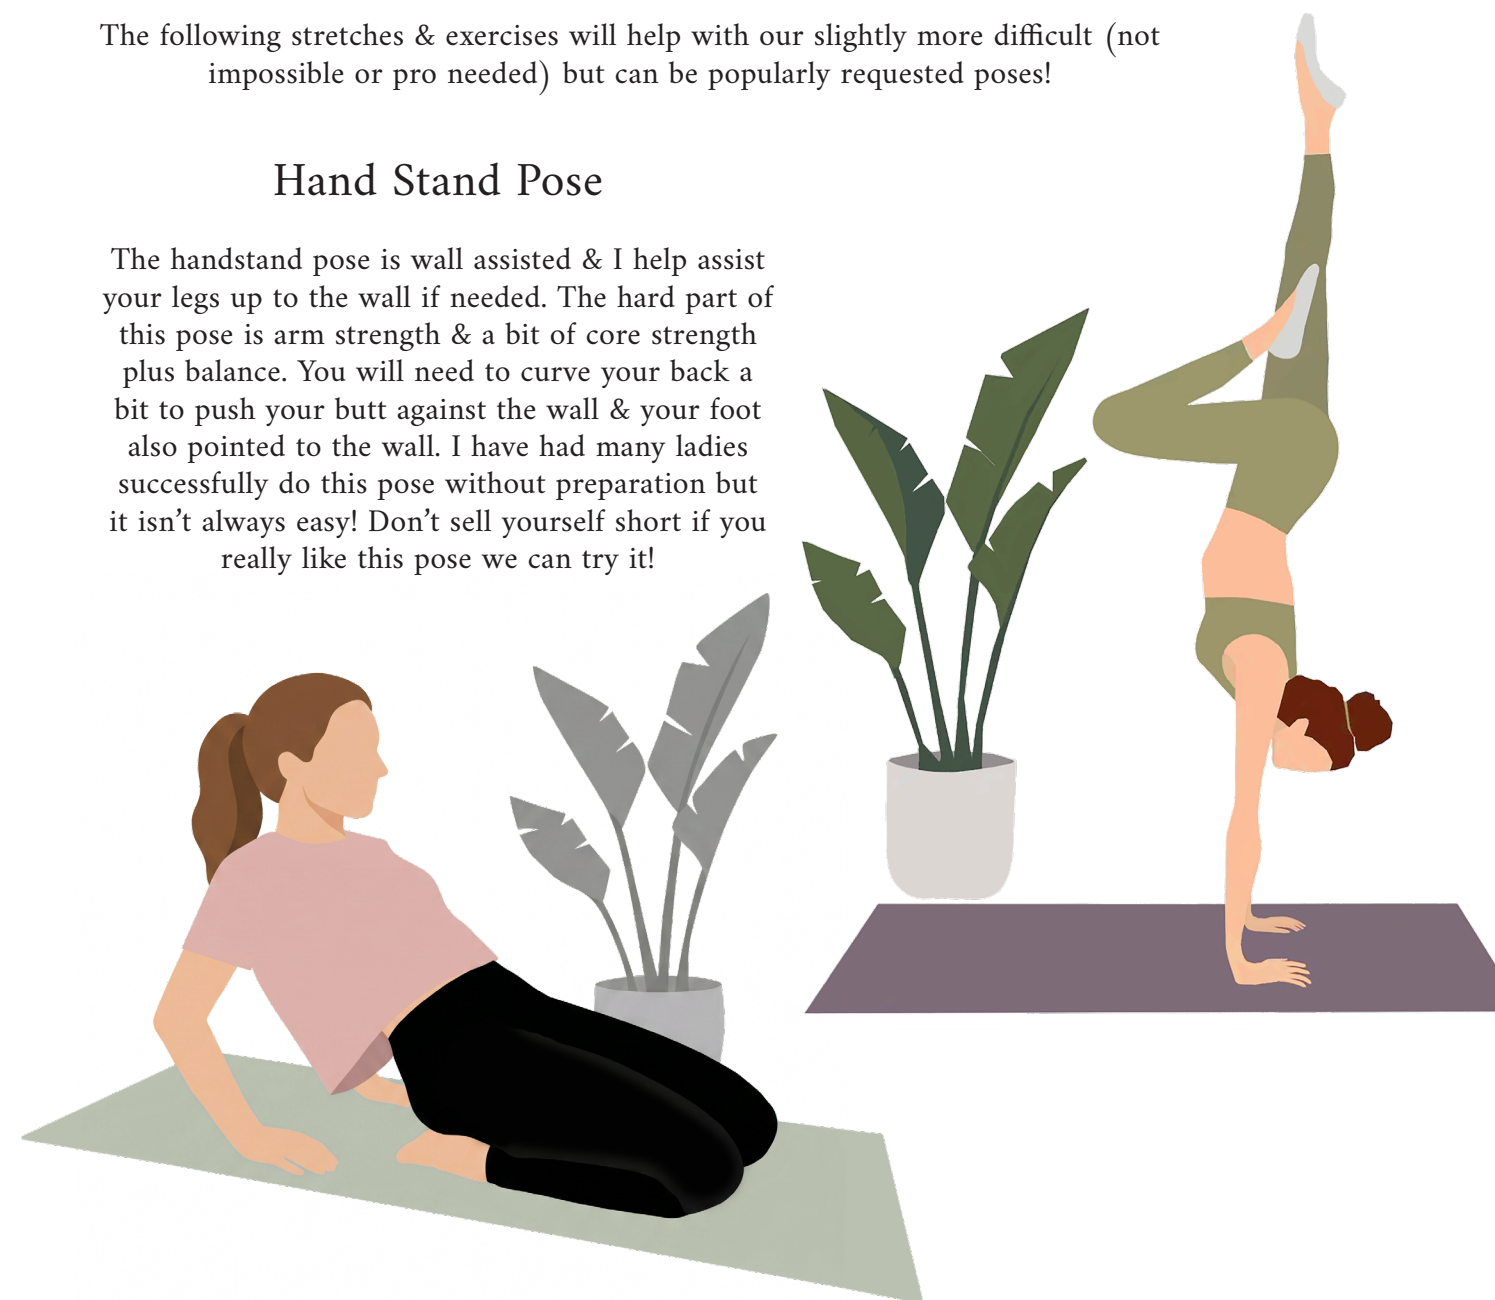 The following stretches & exercises will help with our slightly more difficult (not
impossible or pro needed) but can be popularly requested poses!
Hand Stand Pose
The handstand pose is wall assisted & I help assist
your legs up to the wall if needed. The hard part of
this pose is arm strength & a bit of core strength
plus balance. You will need to curve your back a
bit to push your butt against the wall & your foot
also pointed to the wall. I have had many ladies
successfully do this pose without preparation but
it isn’t always easy! Don’t sell yourself short if you
really like this pose we can try it!